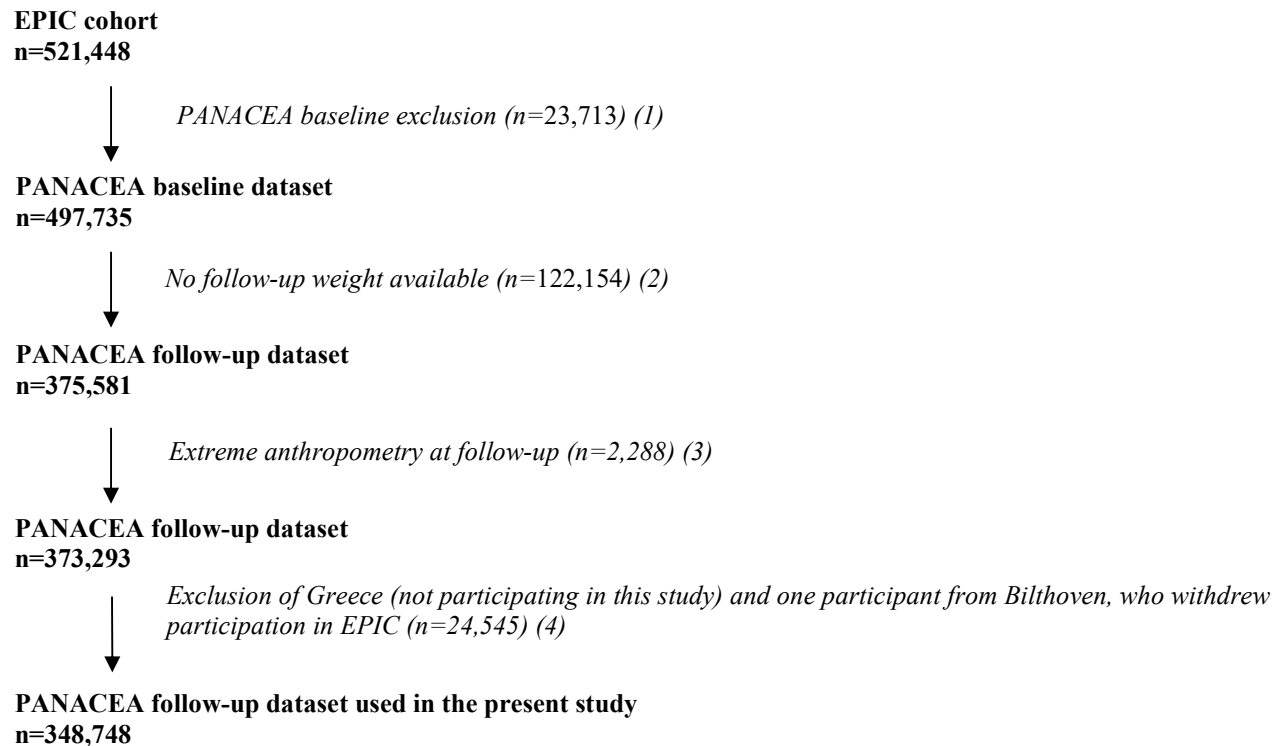 EPIC cohort
n=521,448
PANACEA baseline exclusion (n=23,713) (1)
PANACEA baseline dataset
n=497,735
No follow-up weight available (n=122,154) (2)
PANACEA follow-up dataset
n=375,581
Extreme anthropometry at follow-up (n=2,288) (3)
PANACEA follow-up dataset
n=373,293
Exclusion of Greece (not participating in this study) and one participant from Bilthoven, who withdrew
participation in EPIC (n=24,545) (4)
PANACEA follow-up dataset used in the present study
n=348,748